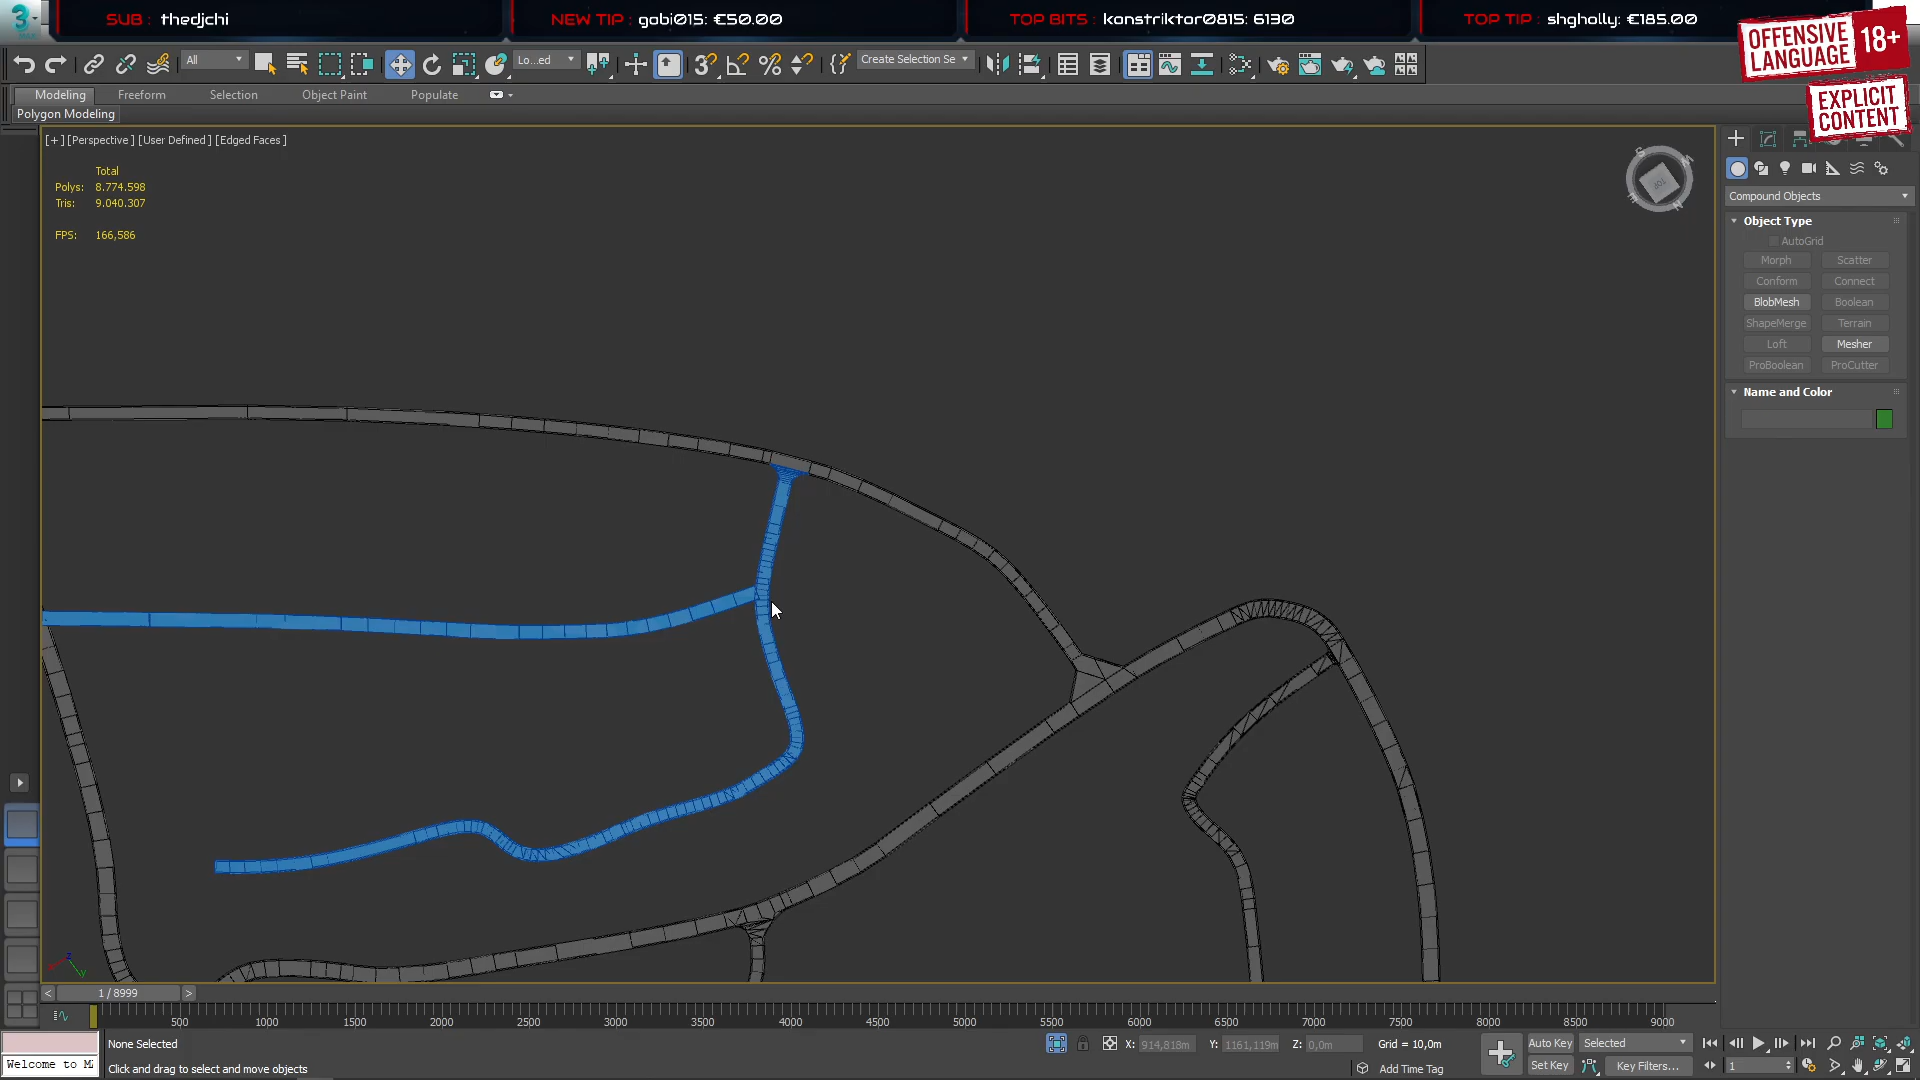 SUB : thedjchi
NEW TIP : gabi015: €50.00
TOP BITS : konstriktor0815: 6130
TOP TIP : shgholly: €185.00
OFFENSIVE LANGUAGE 18+
EXPLICIT CONTENT
3
All
Lo...ed
Create Selection Se
Modeling
Freeform
Selection
Object Paint
Populate
Polygon Modeling
[+] [Perspective] [User Defined] [Edged Faces]
Total
Polys: 8.774.598
Tris: 9.040.307
FPS: 166,586
TOP
Compound Objects
Object Type
AutoGrid
Morph
Scatter
Conform
Connect
BlobMesh
Boolean
ShapeMerge
Terrain
Loft
Mesher
ProBoolean
ProCutter
Name and Color
< 1 / 8999 >
500 1000 1500 2000 2500 3000 3500 4000 4500 5000 5500 6000 6500 7000 7500 8000 8500 9000
None Selected
X: 914,818m
Y: 1161,119m
Z: 0,0m
Grid = 10,0m
Auto Key
Selected
Welcome to M
Click and drag to select and move objects
Add Time Tag
Set Key
Key Filters...
1